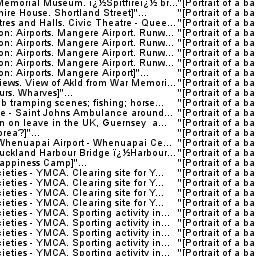 Memorial Museum. ï¿½Spitfireï¿½ br... "[Portrait of a ba
hire House. Shortland Street]"... "[Portrait of a ba
tres and Halls. Civic Theatre - Quee... "[Portrait of a ba
on: Airports. Mangere Airport. Runw... "[Portrait of a ba
on: Airports. Mangere Airport. Runw... "[Portrait of a ba
on: Airports. Mangere Airport. Runw... "[Portrait of a ba
on: Airports. Mangere Airport]"... "[Portrait of a ba
iews. View of Akld from War Memori... "[Portrait of a ba
urs. Wharves]"... "[Portrait of a ba
b tramping scenes; fishing; horse... "[Portrait of a ba
e - Saint Johns Ambulance around... "[Portrait of a ba
n on leave in the UK, Guernsey a... "[Portrait of a ba
orea?]"... "[Portrait of a ba
Whenuapai Airport - Whenuapai Ce... "[Portrait of a ba
uckland Harbour Bridge ï¿½Harbour... "[Portrait of a ba
appiness Camp]"... "[Portrait of a ba
ieties - YMCA. Clearing site for Y... "[Portrait of a ba
ieties - YMCA. Clearing site for Y... "[Portrait of a ba
ieties - YMCA. Clearing site for Y... "[Portrait of a ba
ieties - YMCA. Sporting activity in... "[Portrait of a ba
ieties - YMCA. Sporting activity in... "[Portrait of a ba
ieties - YMCA. Sporting activity in... "[Portrait of a ba
ieties - YMCA. Sporting activity in... "[Portrait of a ba